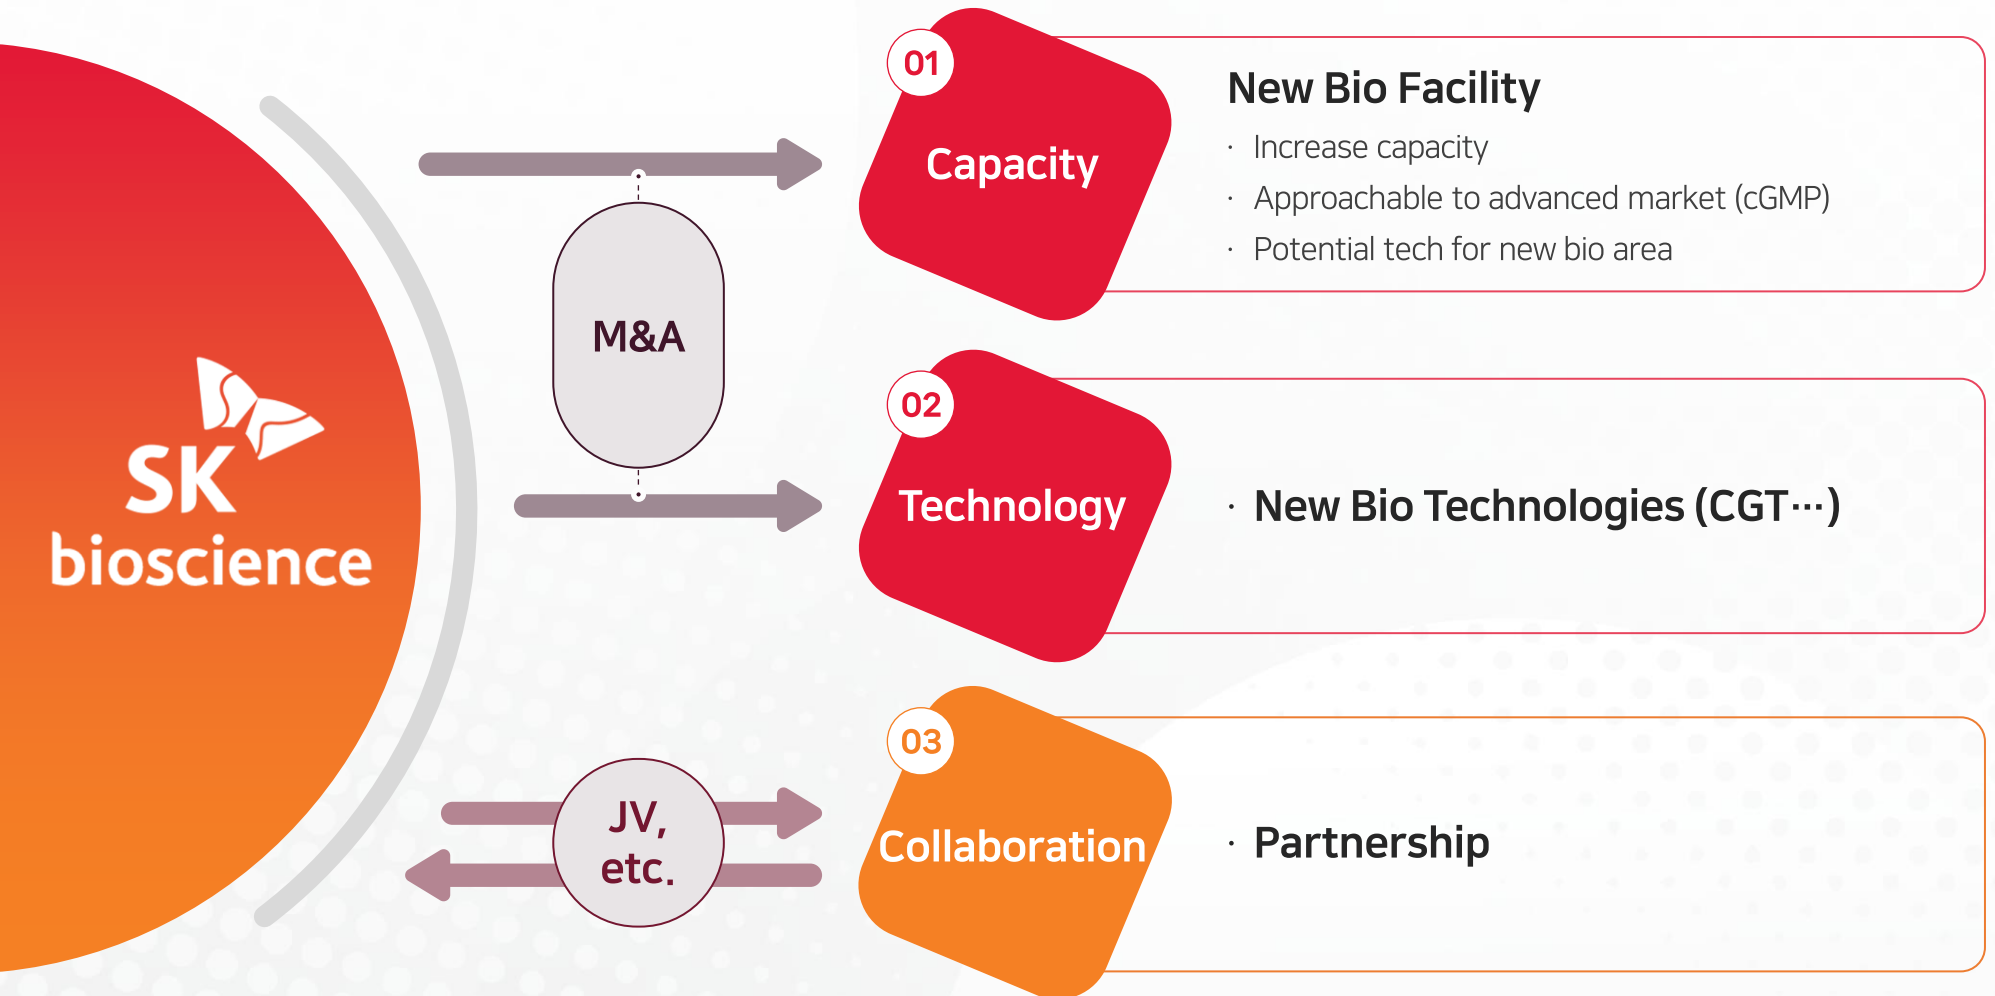 SK
bioscience
M&A
JV,
etc.
01
Capacity
New Bio Facility
· Increase capacity
· Approachable to advanced market (cGMP)
· Potential tech for new bio area
02
Technology
· New Bio Technologies (CGT···)
03
Collaboration
· Partnership